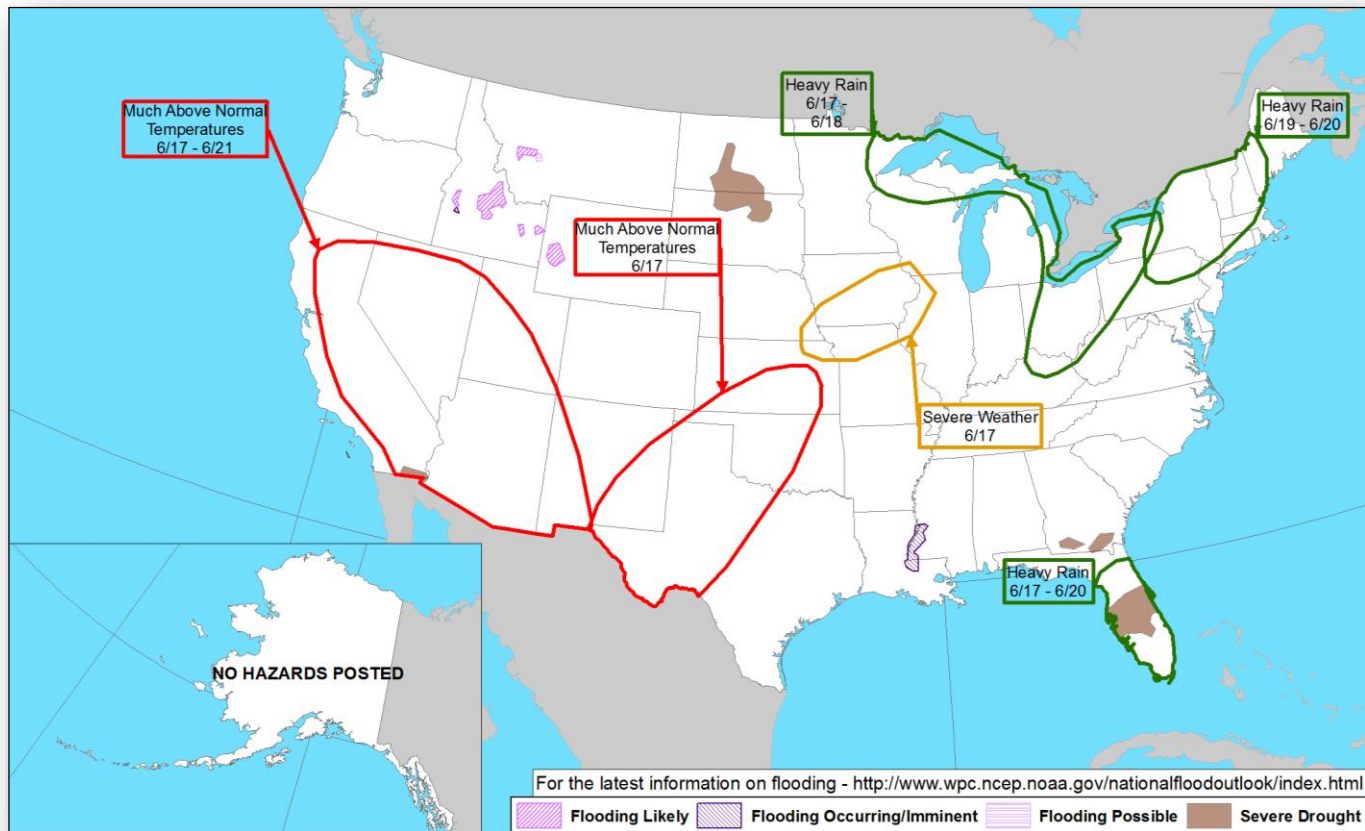 Much Above Normal
Temperatures
6/17 - 6/21
Heavy Rain
6/17 -
6/18
Heavy Rain
6/19 - 6/20
Much Above Normal
Temperatures
6/17
Severe Weather
6/17
Heavy Rain
6/17 - 6/20
NO HAZARDS POSTED
For the latest information on flooding - http://www.wpc.ncep.noaa.gov/nationalfloodoutlook/index.html
Flooding Likely
Flooding Occurring/Imminent
Flooding Possible
Severe Drought